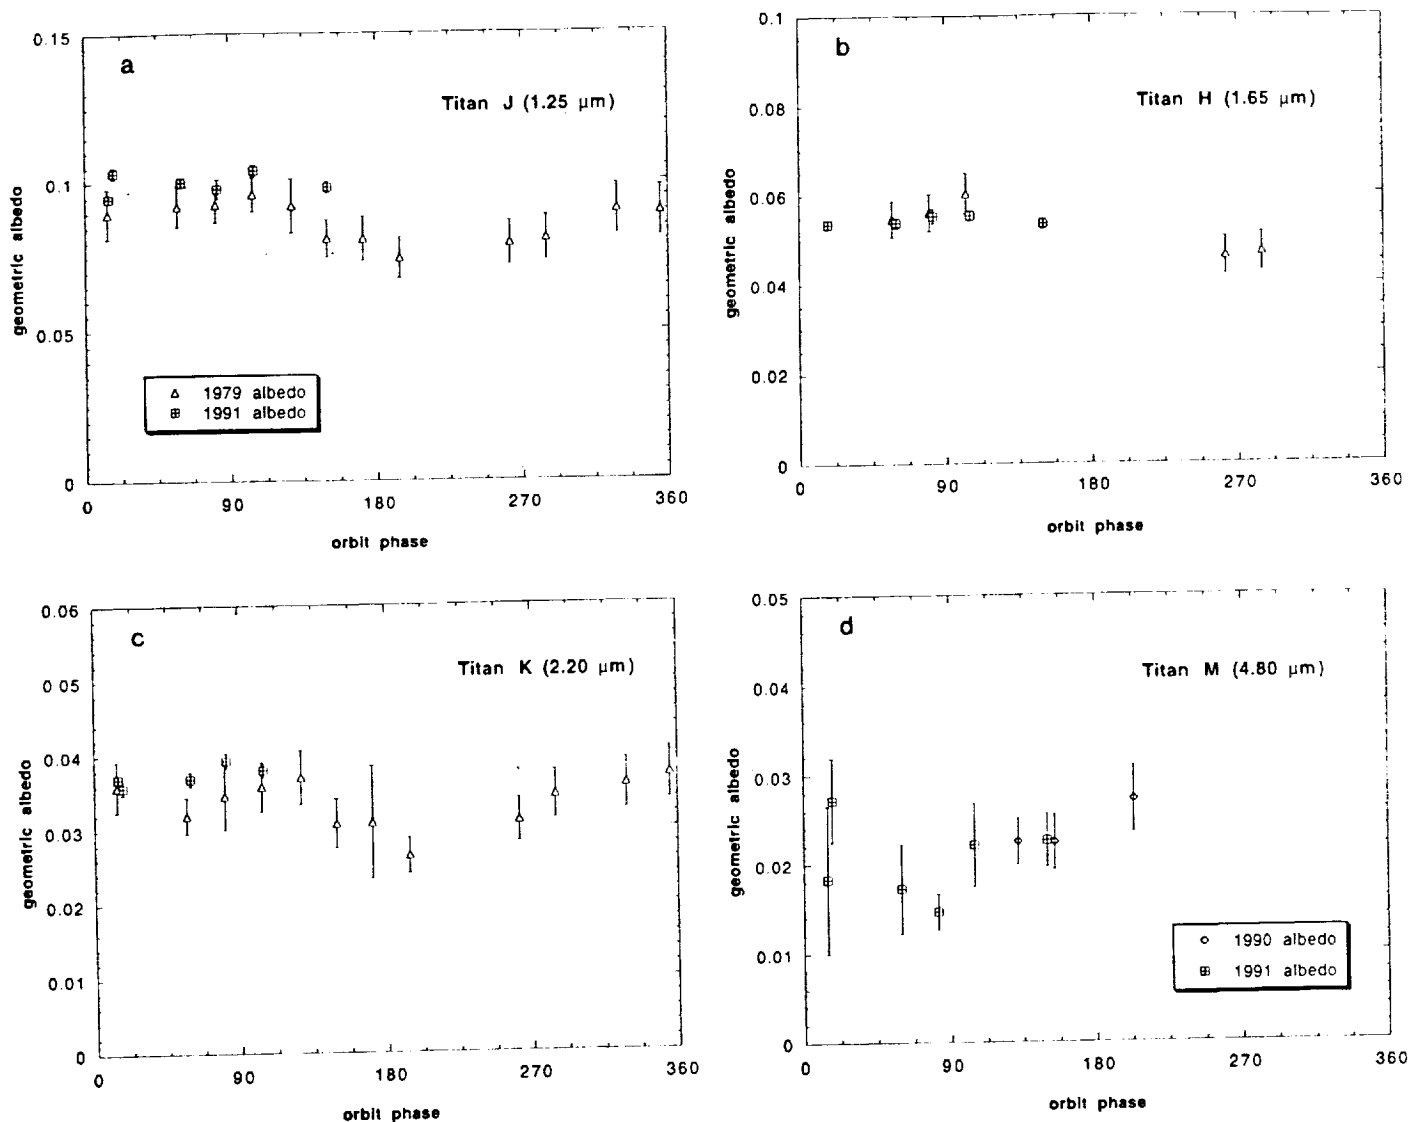 a
Titan J (1.25 µm)
0.15
0.1
0.05
0
geometric albedo
1979 albedo
1991 albedo
0 90 180 270 360
orbit phase
b
Titan H (1.65 µm)
0.1
0.08
0.06
0.04
0.02
0
geometric albedo
0 90 180 270 360
orbit phase
c
Titan K (2.20 µm)
0.06
0.05
0.04
0.03
0.02
0.01
0
geometric albedo
0 90 180 270 360
orbit phase
d
Titan M (4.80 µm)
0.05
0.04
0.03
0.02
0.01
0
geometric albedo
1990 albedo
1991 albedo
0 90 180 270 360
orbit phase